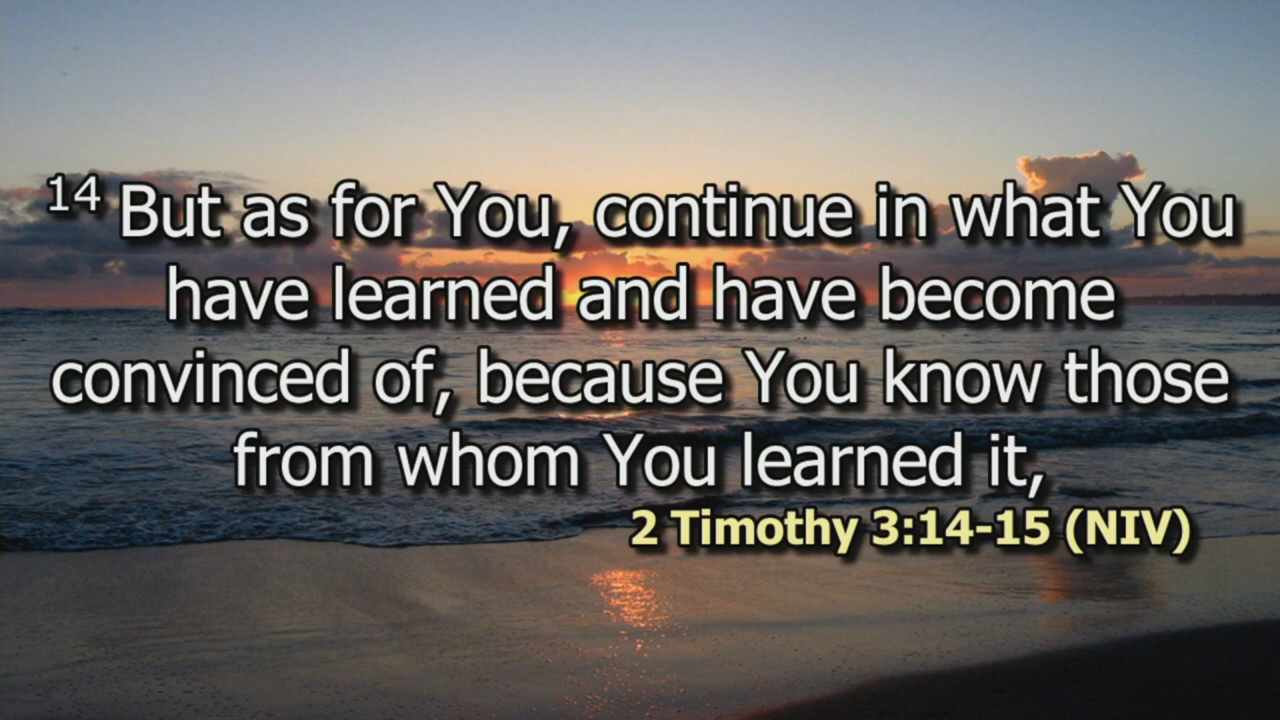 14 But as for You, continue in what You
have learned and have become
convinced of, because You know those
from whom You learned it,
2 Timothy 3:14-15 (NIV)